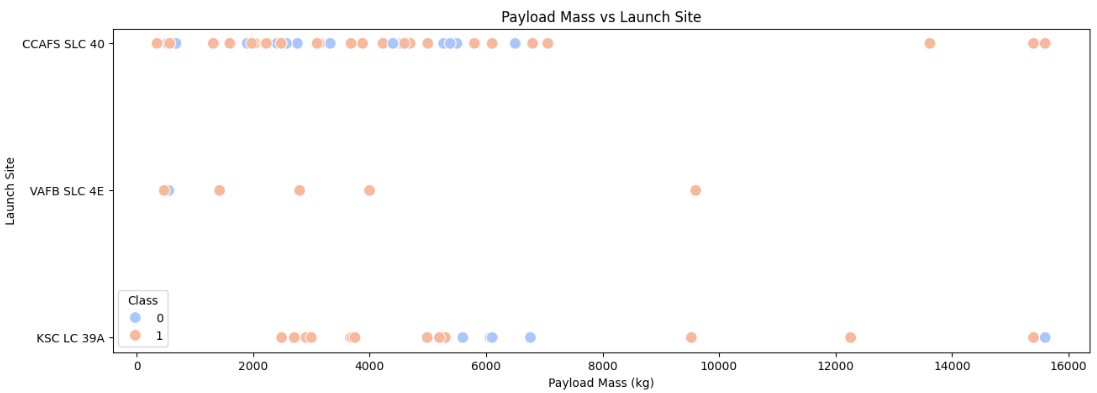 Payload Mass vs Launch Site
CCAFS SLC 40
VAFB SLC 4E
KSC LC 39A
Launch Site
Class
0
1
0 2000 4000 6000 8000 10000 12000 14000 16000
Payload Mass (kg)